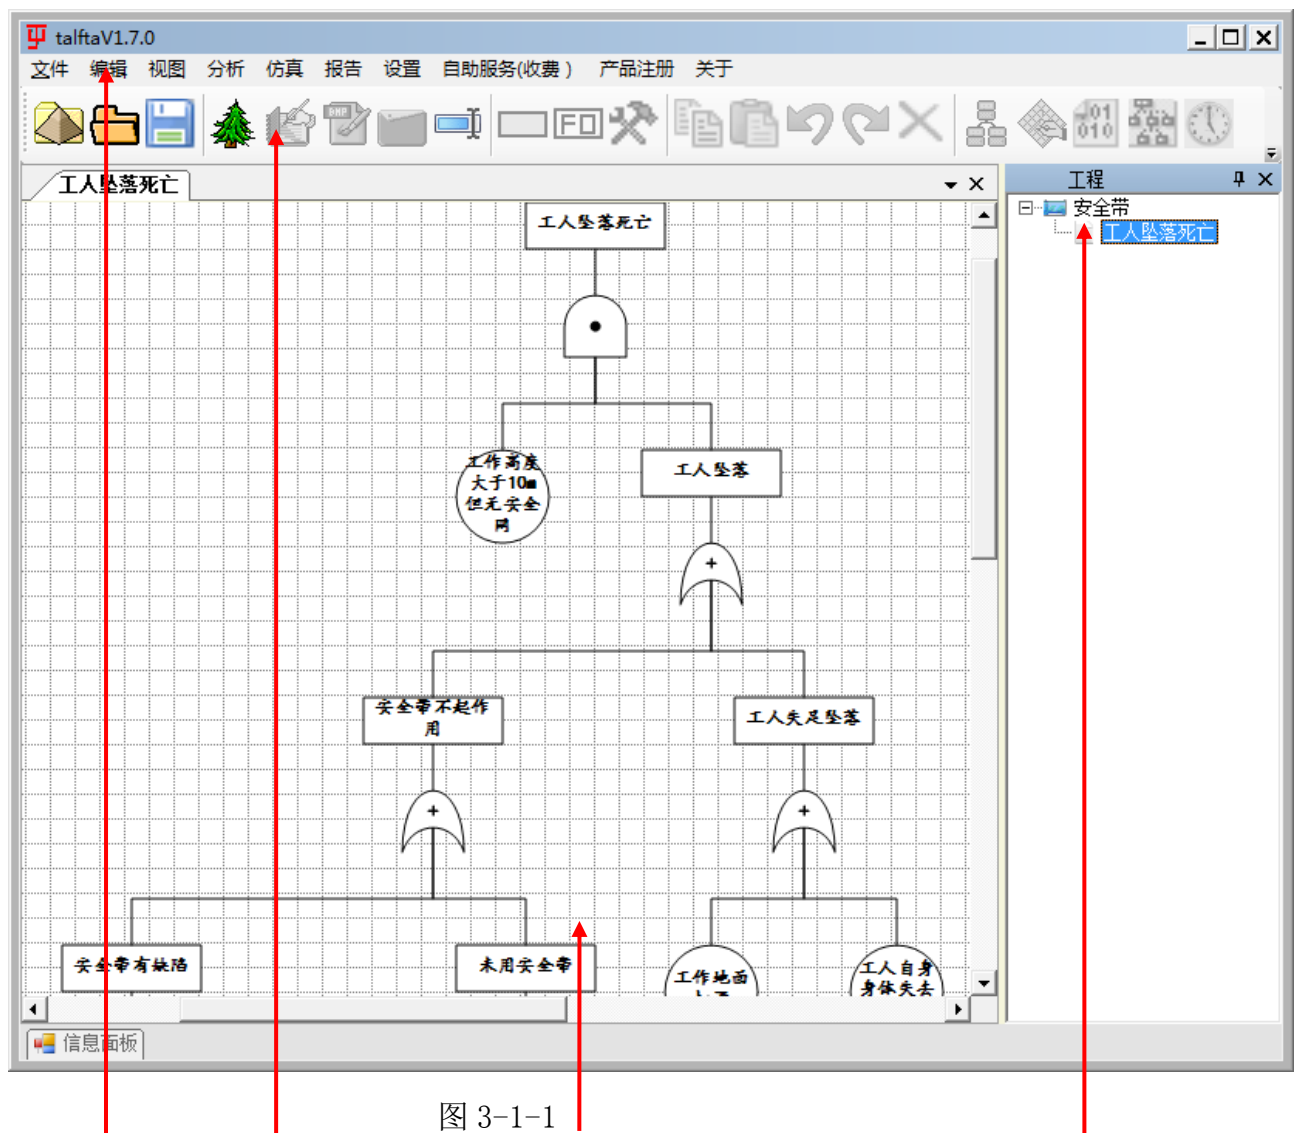 talftaV1.7.0
文件 编辑 视图 分析 仿真 报告 设置 自助服务(收费) 产品注册 关于
BMP FD 01 010
工人坠落死亡
工程
安全带
工人坠落死亡
工人坠落死亡
工作高度
大于10m
但无安全
网
工人坠落
安全带不起作
用
工人失足坠落
安全带有缺陷
未用安全带
工作地面
工人自身
身体失去
信息面板
图 3-1-1